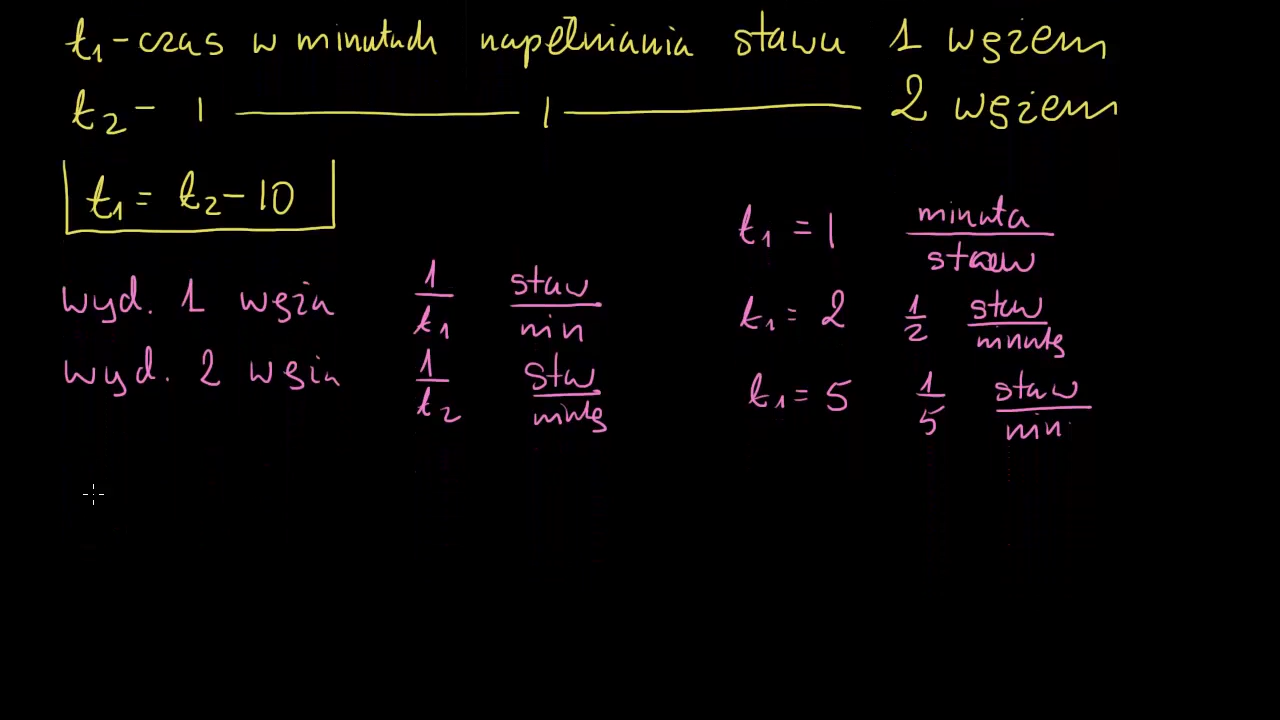 t₁ - czas w minutach napełniania stawu 1 wężem
t₂ - 1 ——— 1 ——— 2 wężem
t₁ = t₂ - 10
t₁ = 1 minuta/staw
wyd. 1 węża 1/t₁ staw/min
t₁ = 2 1/2 staw/minutę
wyd. 2 węża 1/t₂ staw/minutę
t₁ = 5 1/5 staw/min.